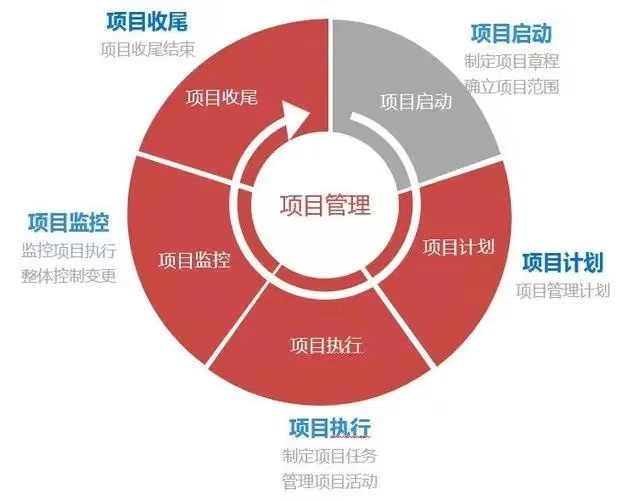 项目收尾
项目收尾结束
项目启动
制定项目章程
确立项目范围
项目收尾
项目启动
项目管理
项目监控
监控项目执行
整体控制变更
项目监控
项目计划
项目计划
项目管理计划
项目执行
项目执行
制定项目任务
管理项目活动